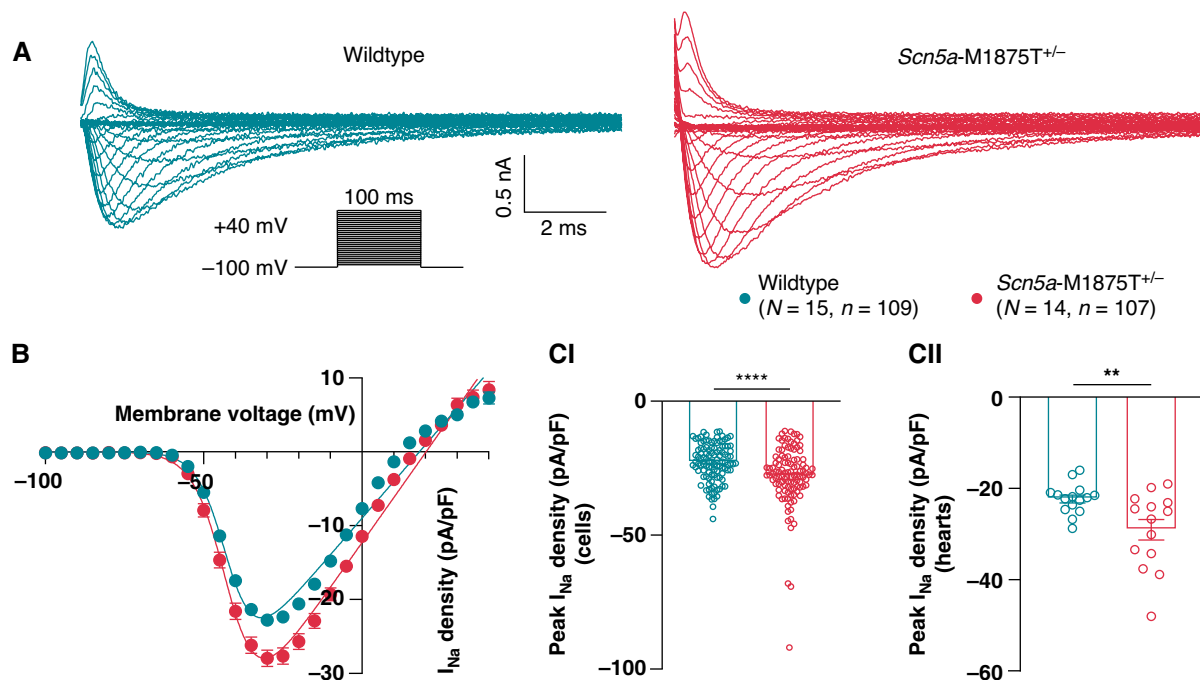 A
Wildtype
Scn5a-M1875T+/–
100 ms
+40 mV
–100 mV
0.5 nA
2 ms
Wildtype
(N = 15, n = 109)
Scn5a-M1875T+/–
(N = 14, n = 107)
B
Membrane voltage (mV)
–100
–50
10
–10
–20
–30
INa density (pA/pF)
CI
****
0
–50
–100
Peak INa density (pA/pF)
(cells)
CII
**
0
–20
–40
–60
Peak INa density (pA/pF)
(hearts)